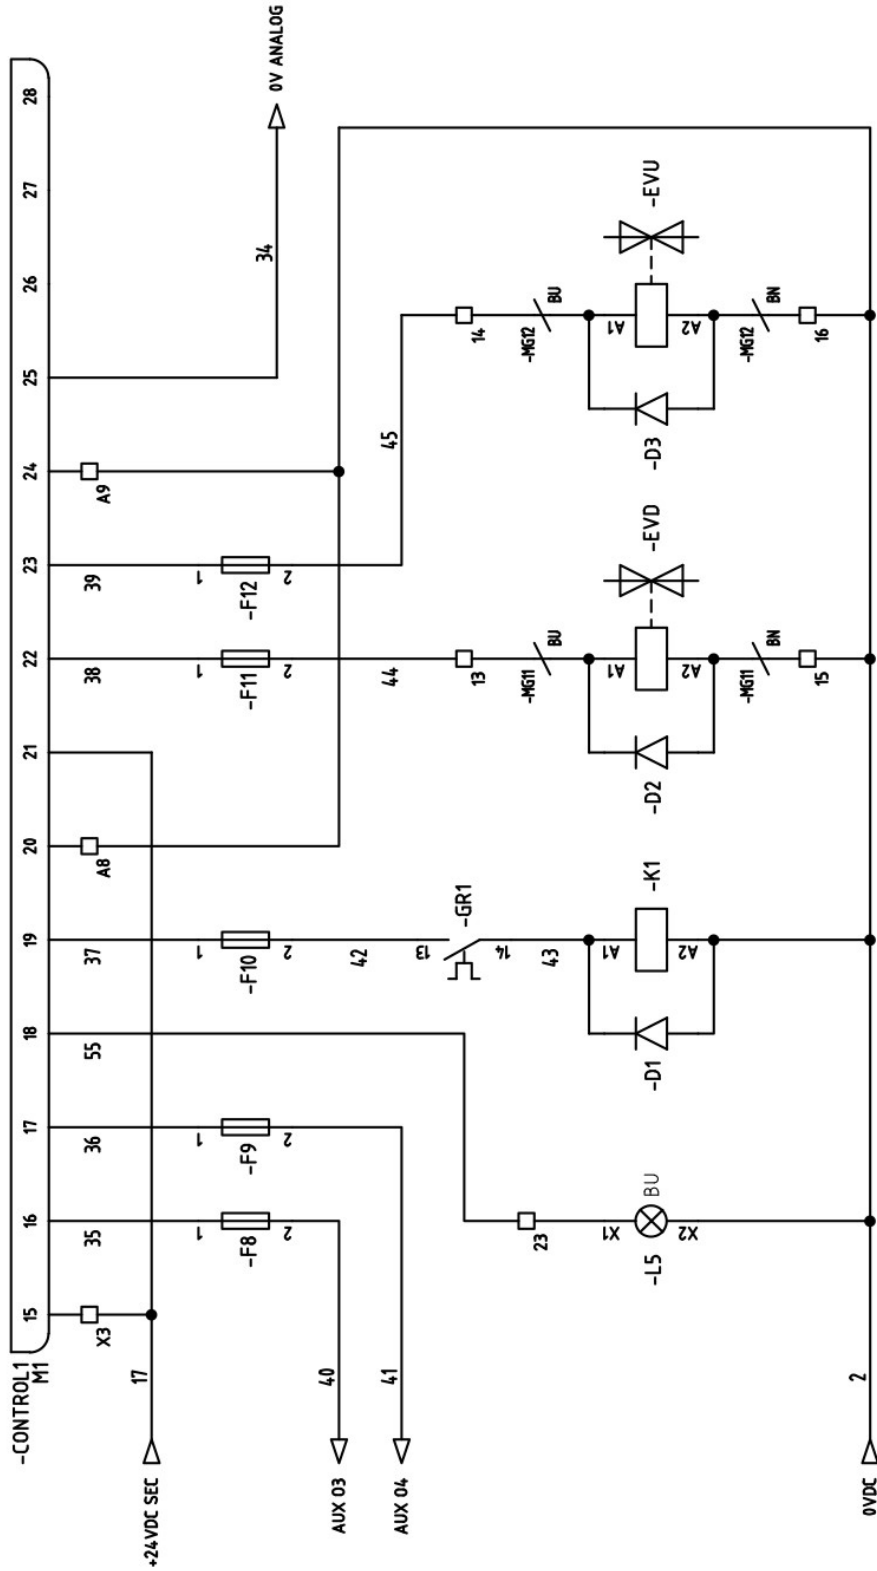 -CONTROL1
M1
15
16
17
18
19
20
21
22
23
24
25
26
27
28
X3
35
36
55
37
A8
38
39
A9
+24VDC SEC
17
1
-F8
2
1
-F9
2
1
-F10
2
1
-F11
2
1
-F12
2
34
0V ANALOG
AUX 03
40
AUX 04
41
42
44
45
13
-GR1
14
43
13
14
23
-MG11
BU
-MG12
BU
X1
-L5
BU
X2
-D1
A1
-K1
A2
-D2
A1
-EVD
A2
-D3
A1
-EVU
A2
-MG11
BN
-MG12
BN
15
16
0VDC
2